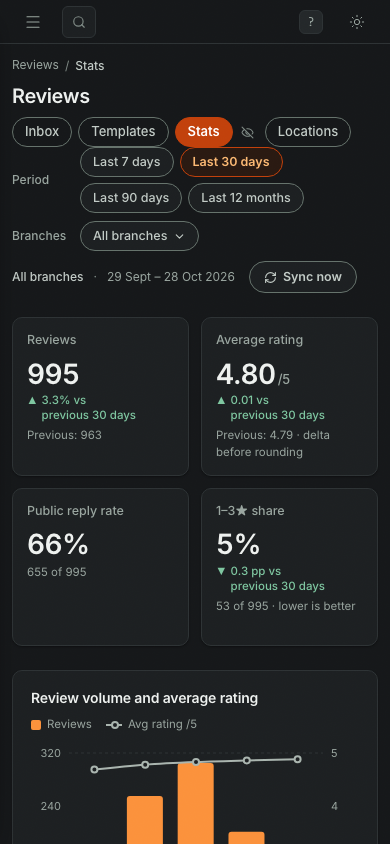 ?
Reviews / Stats
Reviews
Inbox Templates Stats Locations
Period
Last 7 days Last 30 days
Last 90 days Last 12 months
Branches All branches
All branches · 29 Sept – 28 Oct 2026 Sync now
Reviews
995
▲ 3.3% vs
previous 30 days
Previous: 963
Average rating
4.80 /5
▲ 0.01 vs
previous 30 days
Previous: 4.79 · delta
before rounding
Public reply rate
66%
655 of 995
1–3★ share
5%
▼ 0.3 pp vs
previous 30 days
53 of 995 · lower is better
Review volume and average rating
Reviews Avg rating /5
320 5
240 4